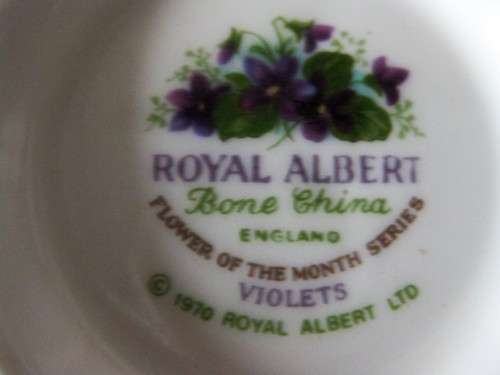 ROYAL ALBERT
Bone China
ENGLAND
FLOWER OF THE MONTH SERIES
VIOLETS
© 1970 ROYAL ALBERT LTD